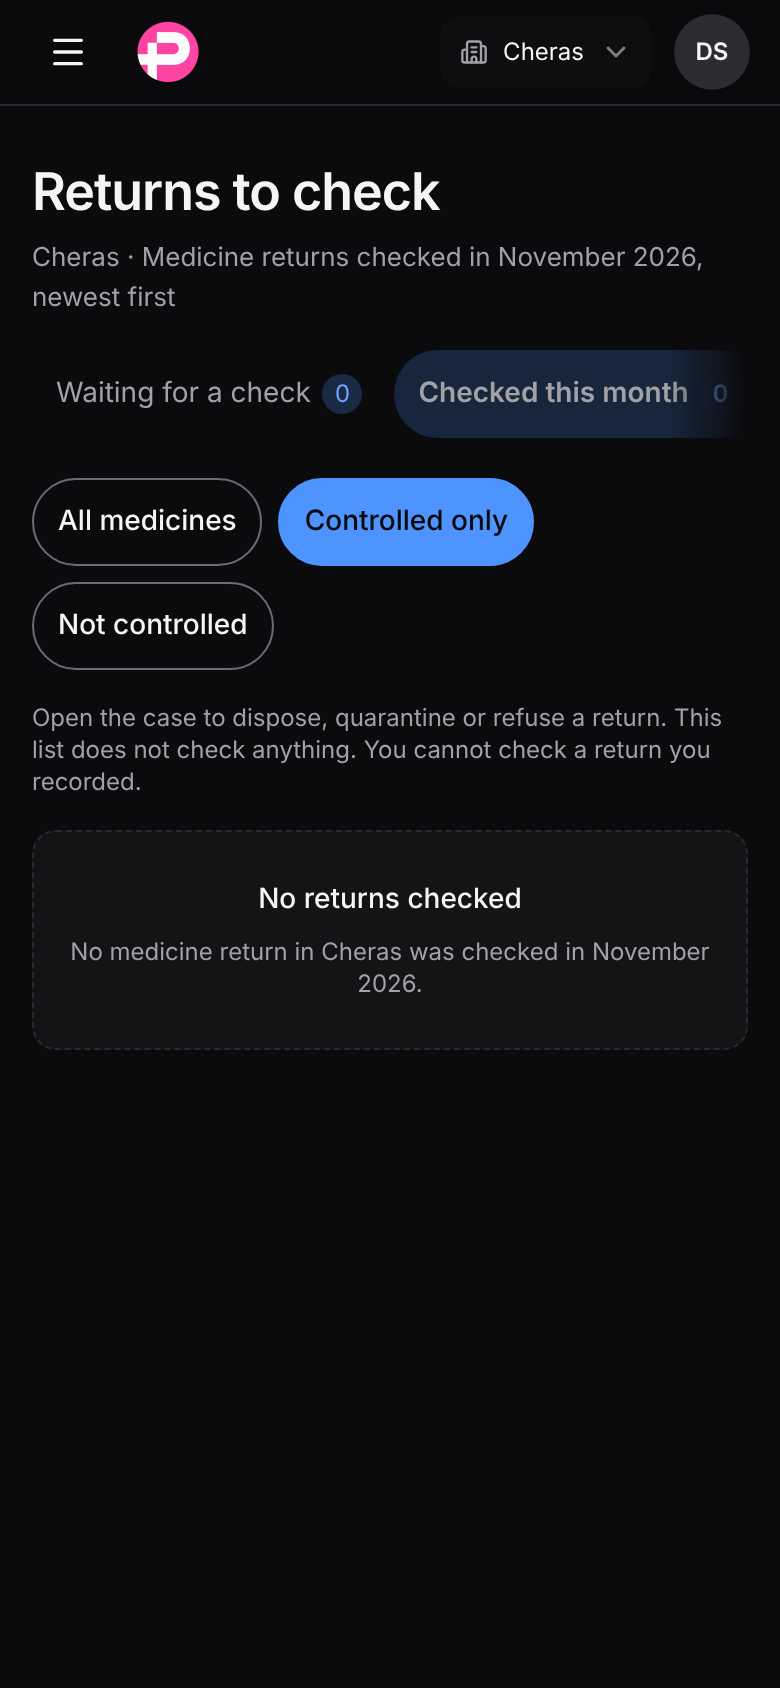 Cheras
DS
Returns to check
Cheras · Medicine returns checked in November 2026,
newest first
Waiting for a check 0
Checked this month 0
All medicines
Controlled only
Not controlled
Open the case to dispose, quarantine or refuse a return. This
list does not check anything. You cannot check a return you
recorded.
No returns checked
No medicine return in Cheras was checked in November
2026.